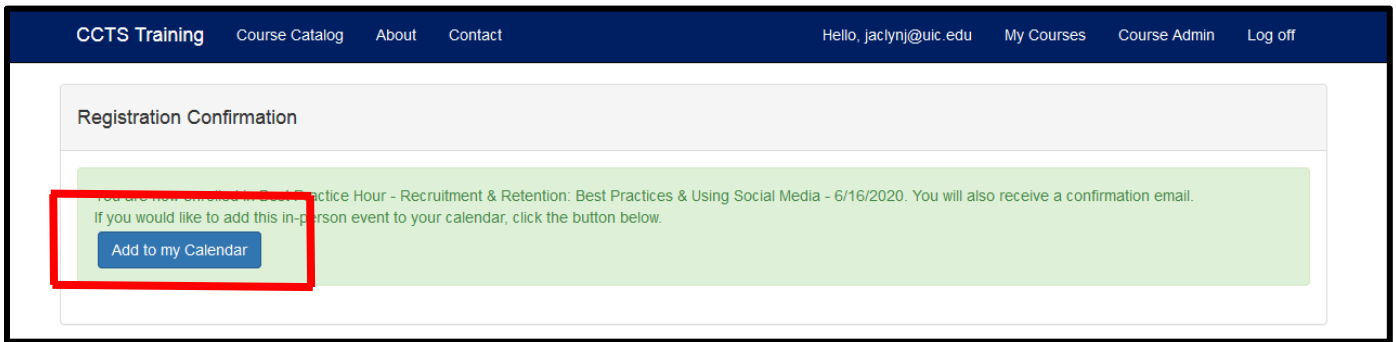 CCTS Training Course Catalog About Contact Hello, jaclynj@uic.edu My Courses Course Admin Log off
Registration Confirmation
You are now enrolled in Best Practice Hour - Recruitment & Retention: Best Practices & Using Social Media - 6/16/2020. You will also receive a confirmation email.
If you would like to add this in-person event to your calendar, click the button below.
Add to my Calendar